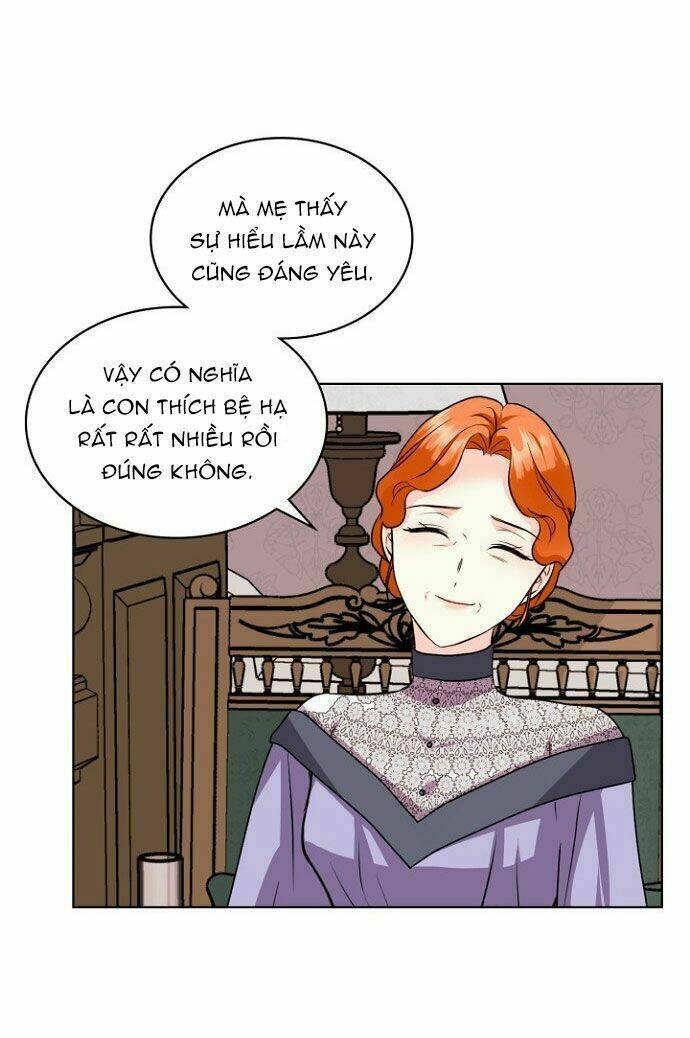 MÀ MẸ THẤY
SỰ HIỂU LẦM NÀY
CŨNG ĐÁNG YÊU.
VẬY CÓ NGHĨA
LÀ CON THÍCH BỆ HẠ
RẤT RẤT NHIỀU RỒI
ĐÚNG KHÔNG.